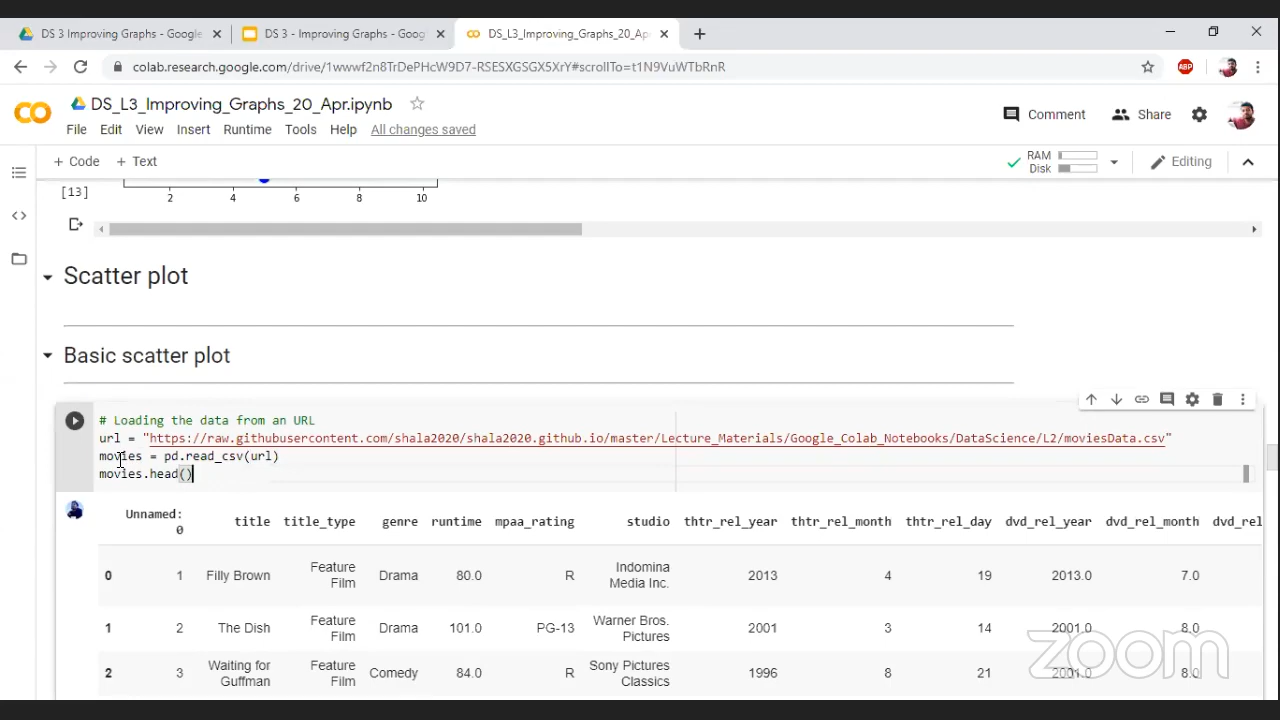 DS 3 Improving Graphs - Google
DS 3 - Improving Graphs - Goog
DS_L3_Improving_Graphs_20_Apr
colab.research.google.com/drive/1wwwf2n8TrDePHcW9D7-RSESXGSGX5XrY#scrollTo=t1N9VuWTbRnR
ABP
DS_L3_Improving_Graphs_20_Apr.ipynb
Comment
Share
File Edit View Insert Runtime Tools Help All changes saved
+ Code + Text
RAM
Disk
Editing
[13]
2 4 6 8 10
Scatter plot
Basic scatter plot
# Loading the data from an URL
url = "https://raw.githubusercontent.com/shala2020/shala2020.github.io/master/Lecture_Materials/Google_Colab_Notebooks/DataScience/L2/moviesData.csv"
movies = pd.read_csv(url)
movies.head()
Unnamed: 0 title title_type genre runtime mpaa_rating studio thtr_rel_year thtr_rel_month thtr_rel_day dvd_rel_year dvd_rel_month dvd_rel
0 1 Filly Brown Feature Film Drama 80.0 R Indomina Media Inc. 2013 4 19 2013.0 7.0
1 2 The Dish Feature Film Drama 101.0 PG-13 Warner Bros. Pictures 2001 3 14 2001.0 8.0
2 3 Waiting for Guffman Feature Film Comedy 84.0 R Sony Pictures Classics 1996 8 21 2001.0 8.0
zoom